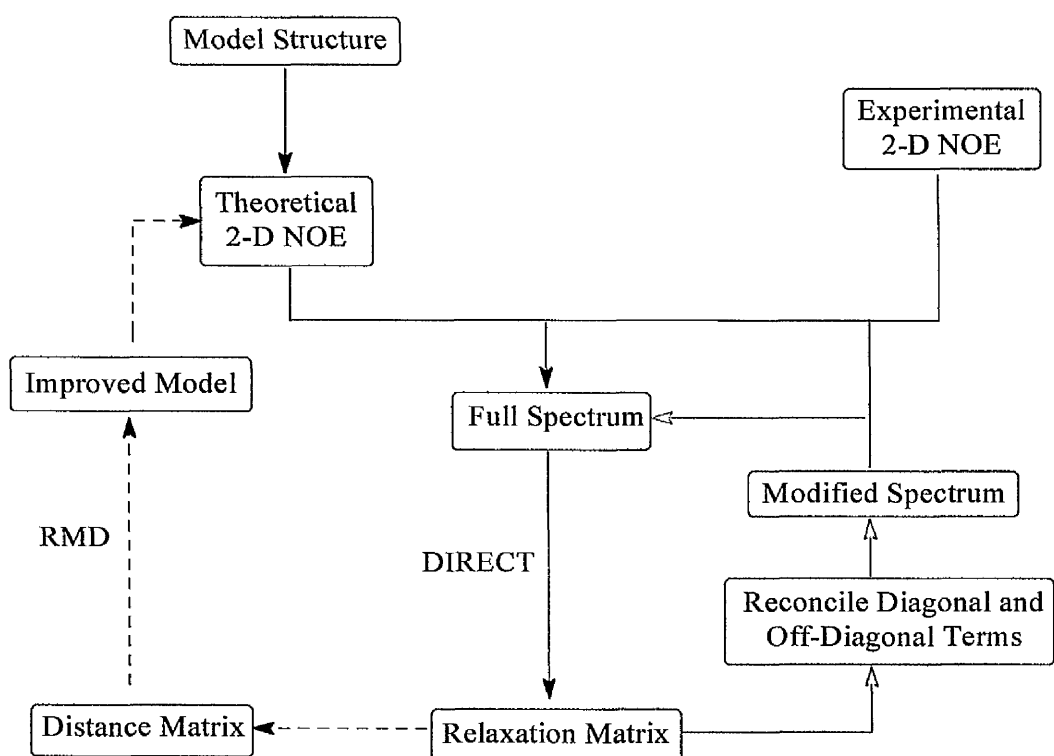 Model Structure
Experimental
2-D NOE
Theoretical
2-D NOE
Improved Model
Full Spectrum
Modified Spectrum
RMD
DIRECT
Reconcile Diagonal and
Off-Diagonal Terms
Distance Matrix
Relaxation Matrix